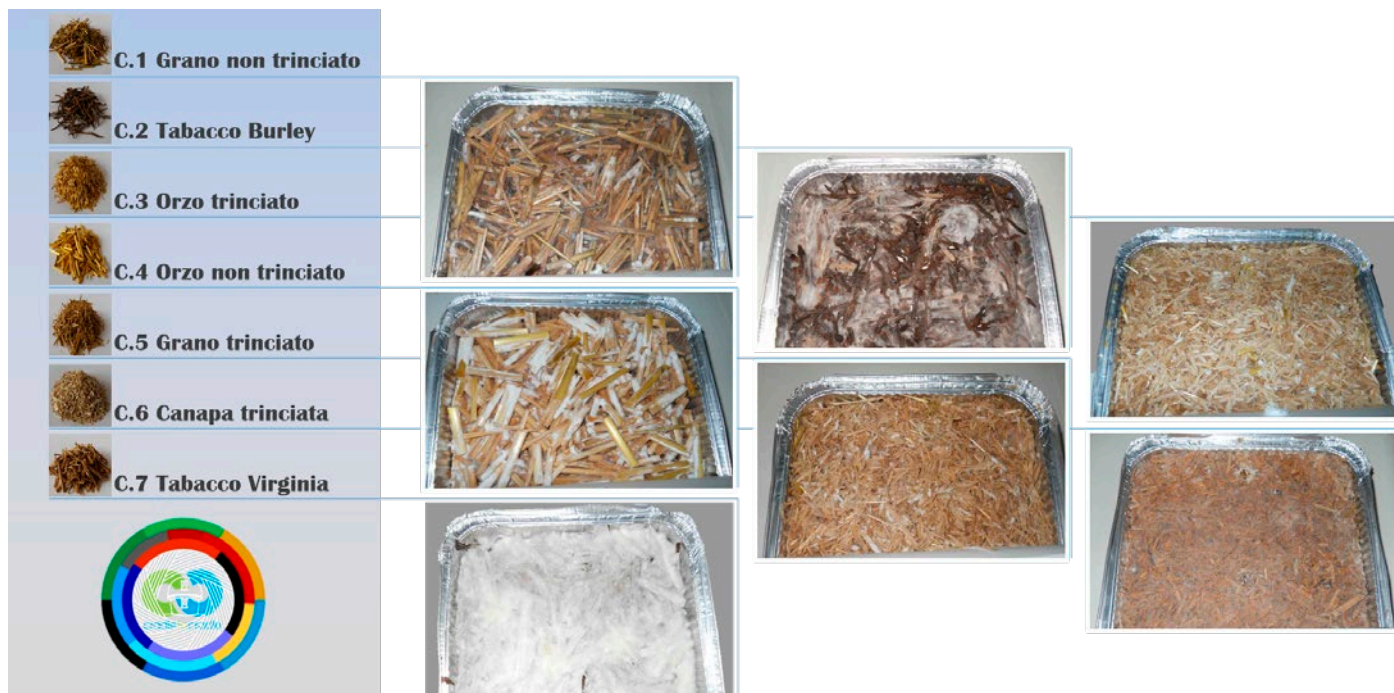 C.1 Grano non trinciato
C.2 Tabacco Burley
C.3 Orzo trinciato
C.4 Orzo non trinciato
C.5 Grano trinciato
C.6 Canapa trinciata
C.7 Tabacco Virginia